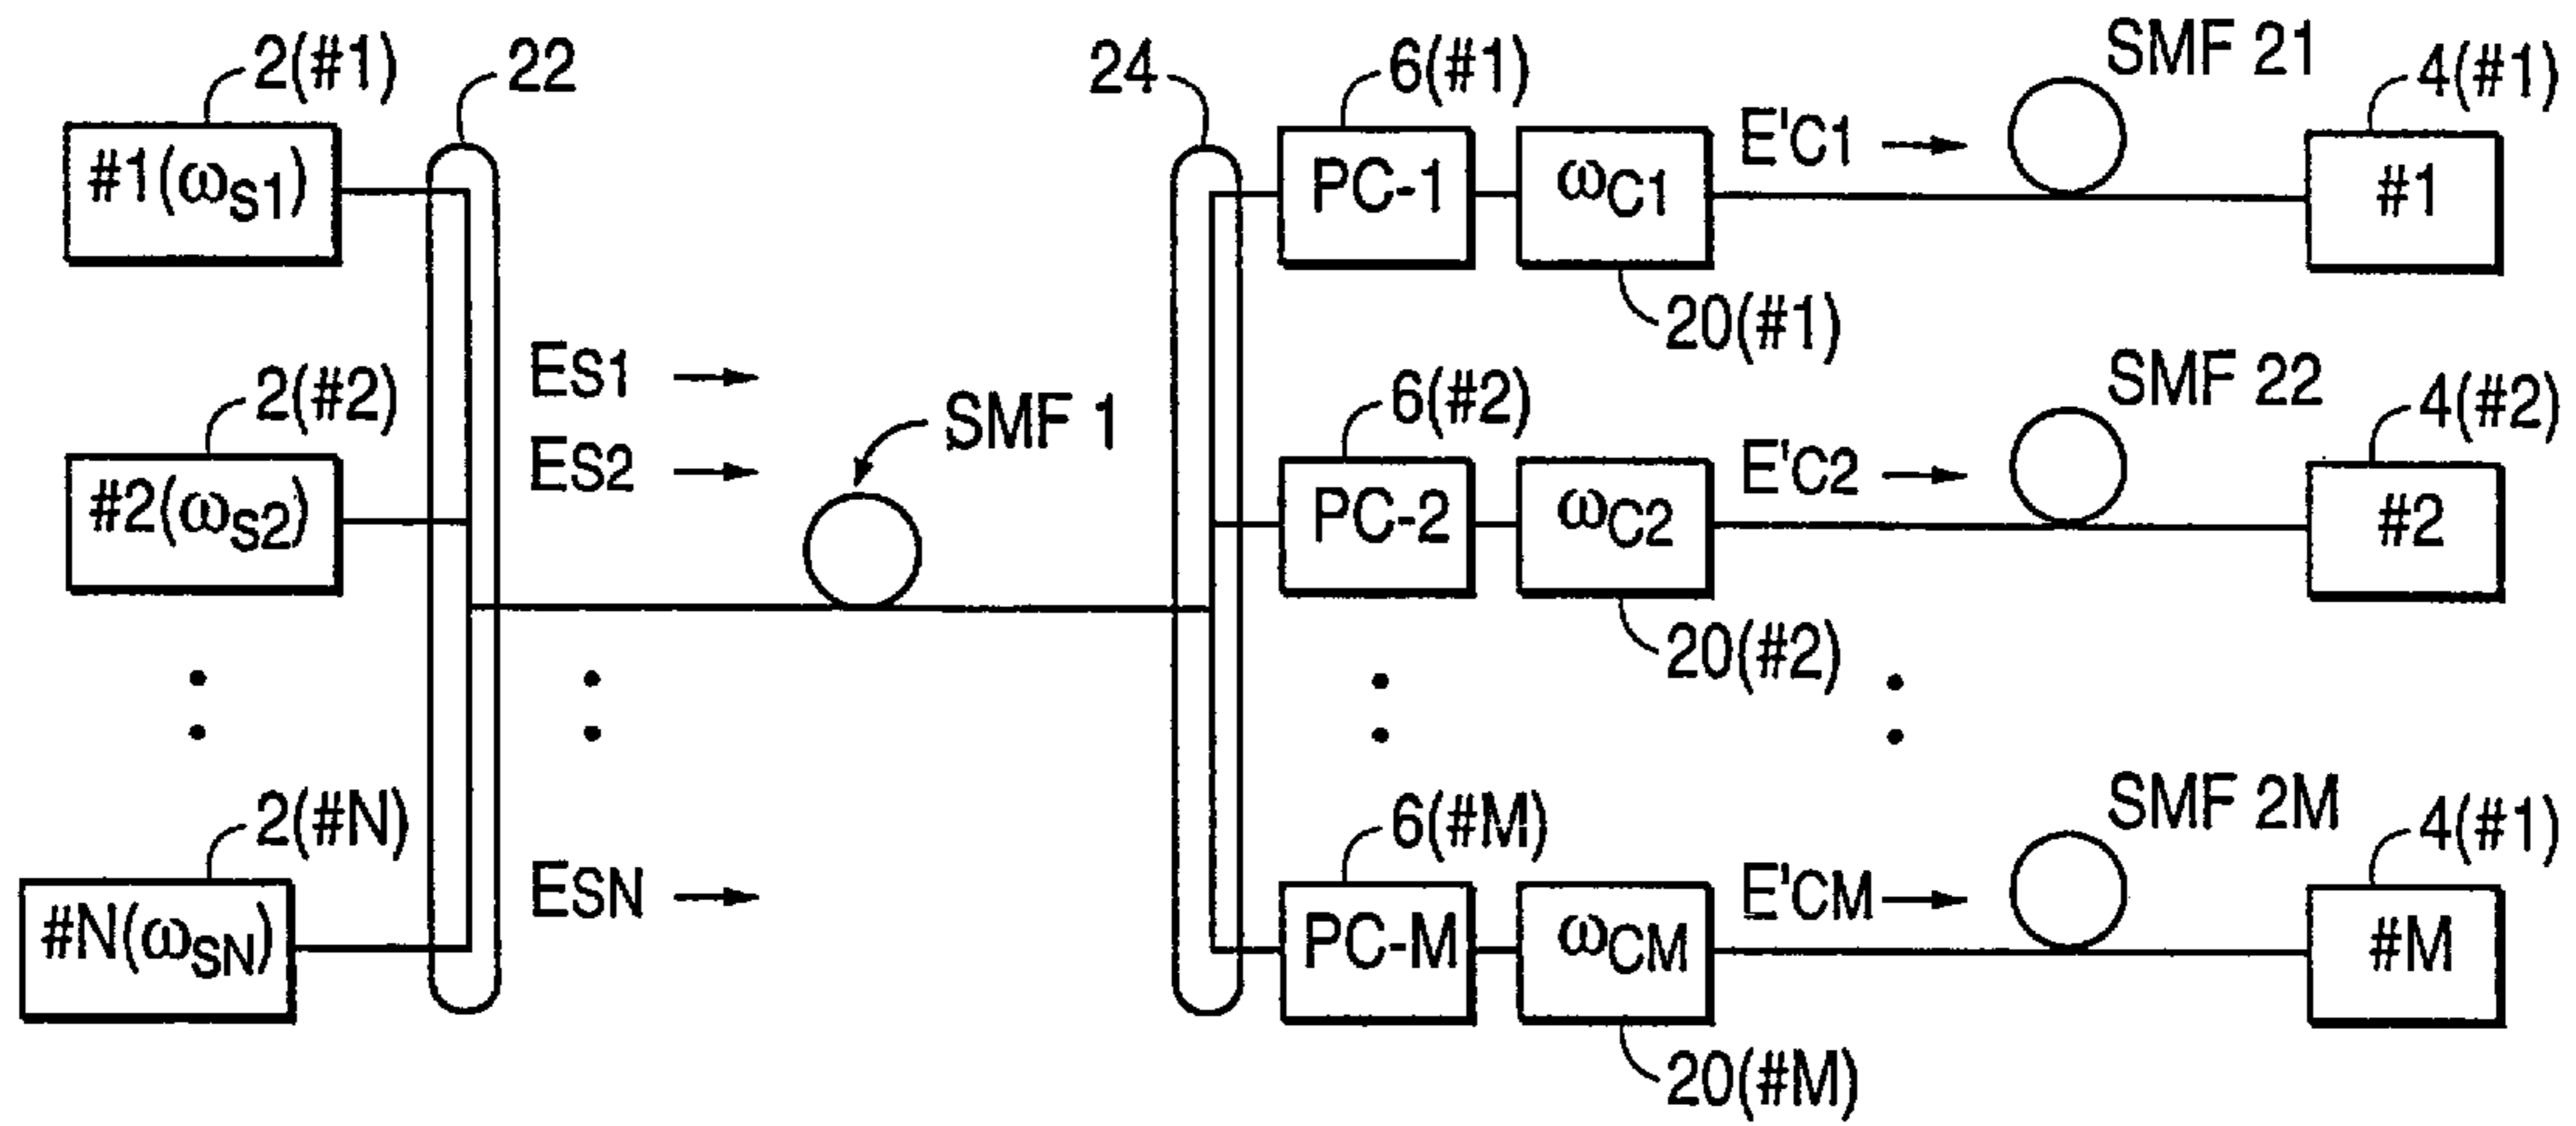 2(#1)
22
24
6(#1)
SMF 21
4(#1)
#1(ωS1)
PC-1
ωC1
E'C1
#1
20(#1)
ES1
2(#2)
SMF 1
6(#2)
SMF 22
4(#2)
ES2
#2(ωS2)
PC-2
ωC2
E'C2
#2
20(#2)
2(#N)
6(#M)
SMF 2M
4(#1)
ESN
#N(ωSN)
PC-M
ωCM
E'CM
#M
20(#M)